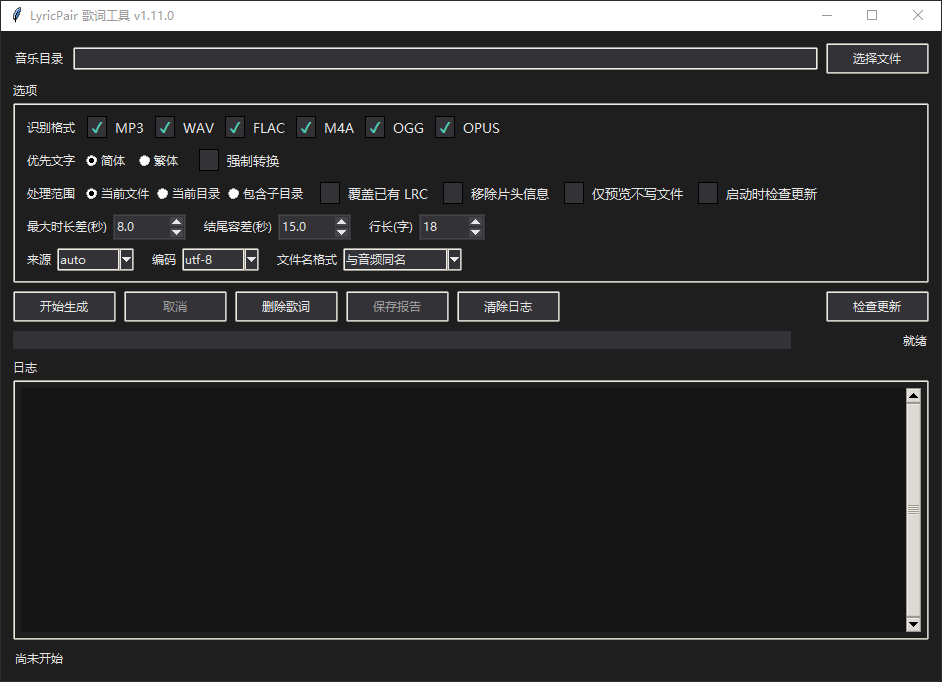 LyricPair 歌词工具 v1.11.0
音乐目录 选择文件
选项
识别格式 MP3 WAV FLAC M4A OGG OPUS
优先文字 简体 繁体 强制转换
处理范围 当前文件 当前目录 包含子目录 覆盖已有 LRC 移除片头信息 仅预览不写文件 启动时检查更新
最大时长差(秒) 8.0 结尾容差(秒) 15.0 行长(字) 18
来源 auto 编码 utf-8 文件名格式 与音频同名
开始生成 取消 删除歌词 保存报告 清除日志 检查更新
就绪
日志
尚未开始